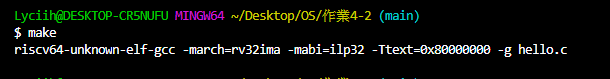 Lyciih@DESKTOP-CR5NUFU MINGW64 ~/Desktop/OS/作業4-2 (main)
$ make
riscv64-unknown-elf-gcc -march=rv32ima -mabi=ilp32 -Ttext=0x80000000 -g hello.c